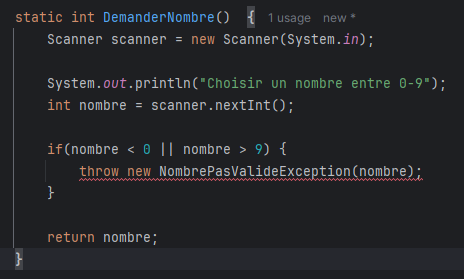 static int DemanderNombre() { 1 usage new *
Scanner scanner = new Scanner(System.in);
System.out.println("Choisir un nombre entre 0-9");
int nombre = scanner.nextInt();
if(nombre < 0 || nombre > 9) {
throw new NombrePasValideException(nombre);
}
return nombre;
}